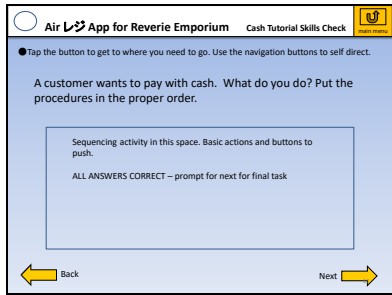 Air レジ App for Reverie Emporium Cash Tutorial Skills Check
main menu
●Tap the button to get to where you need to go. Use the navigation buttons to self direct.
A customer wants to pay with cash. What do you do? Put the
procedures in the proper order.
Sequencing activity in this space. Basic actions and buttons to
push.
ALL ANSWERS CORRECT – prompt for next for final task
Back
Next